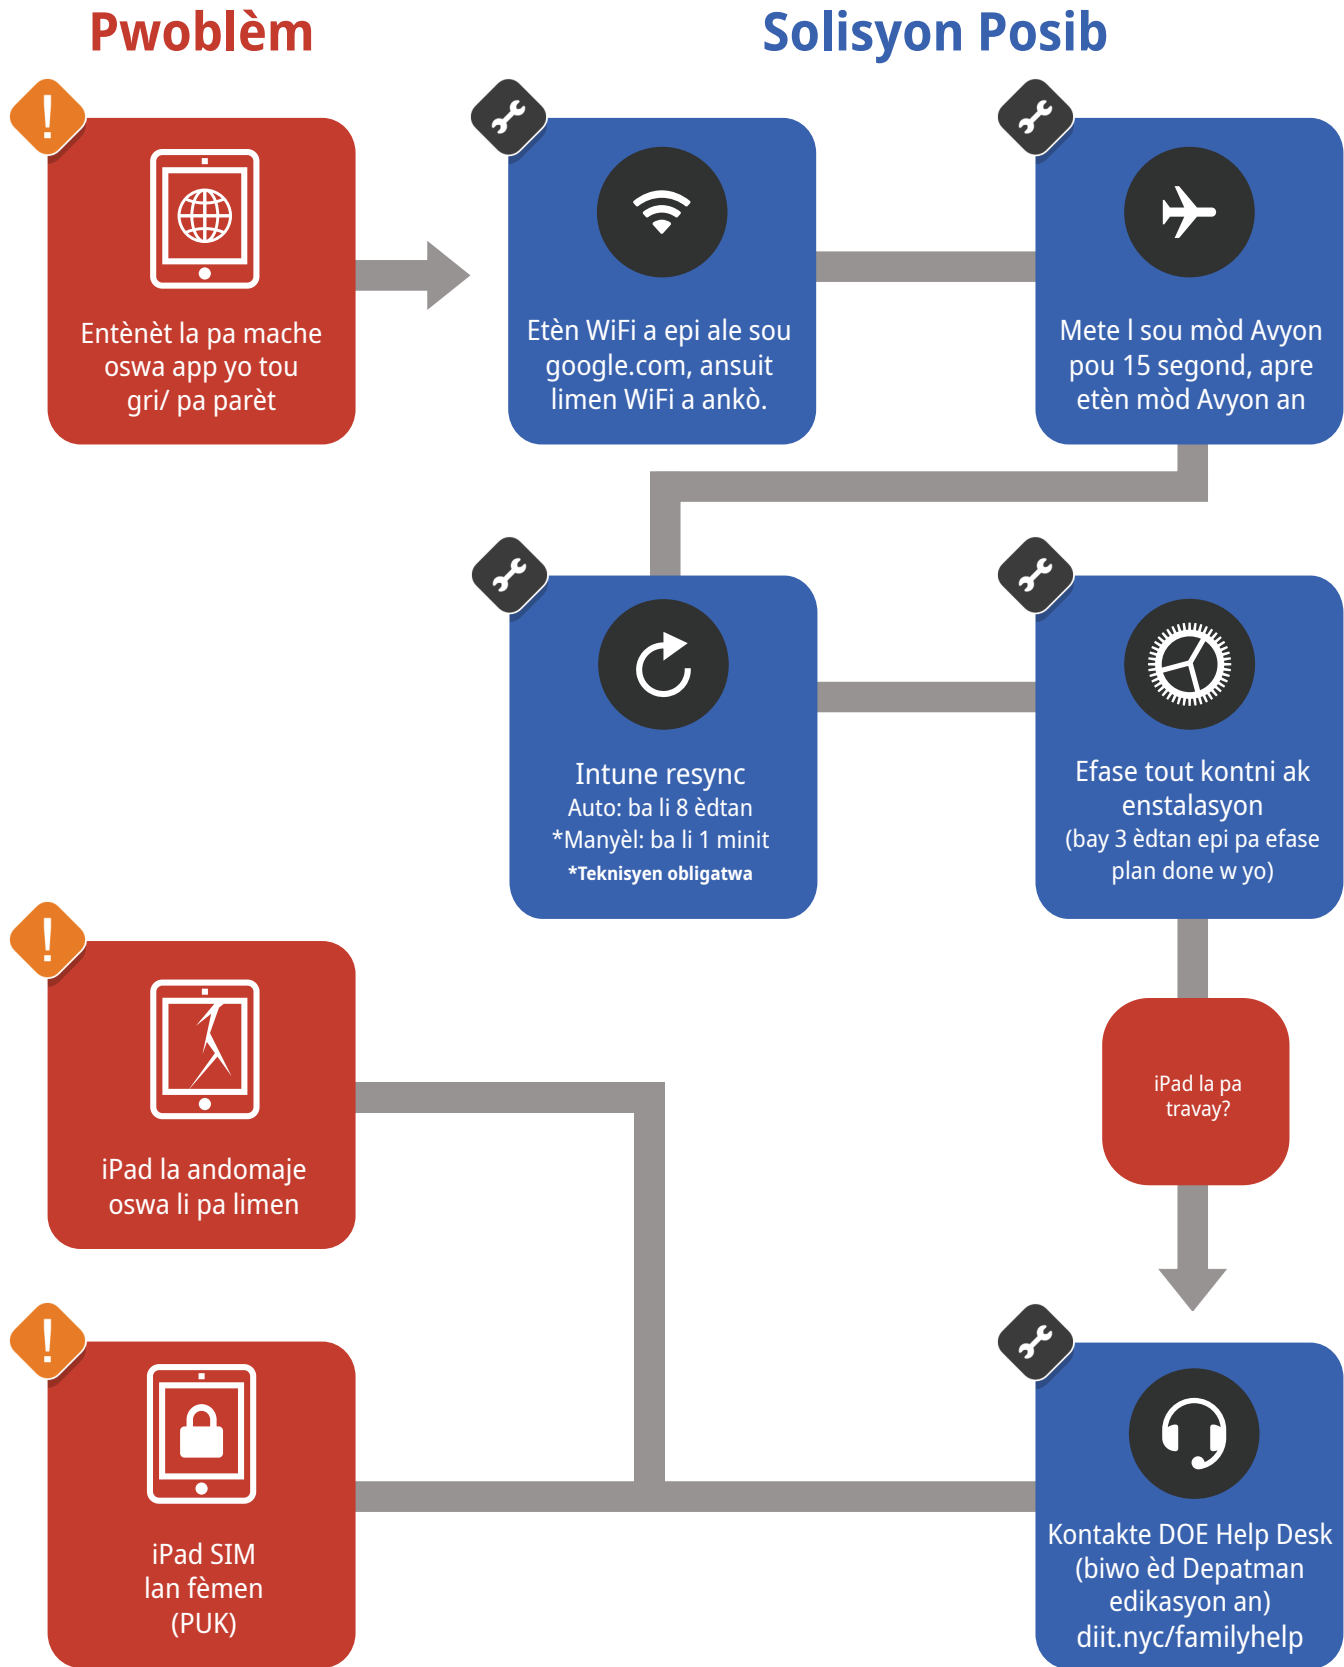 Pwoblèm
Solisyon Posib
Entènèt la pa mache
oswa app yo tou
gri/ pa parèt
Etèn WiFi a epi ale sou
google.com, ansuit
limen WiFi a ankò.
Mete l sou mòd Avyon
pou 15 segond, apre
etèn mòd Avyon an
Intune resync
Auto: ba li 8 èdtan
*Manyèl: ba li 1 minit
*Teknisyen obligatwa
Efase tout kontni ak
enstalasyon
(bay 3 èdtan epi pa efase
plan done w yo)
iPad la pa
travay?
iPad la andomaje
oswa li pa limen
iPad SIM
lan fèmen
(PUK)
Kontakte DOE Help Desk
(biwo èd Depatman
edikasyon an)
diit.nyc/familyhelp